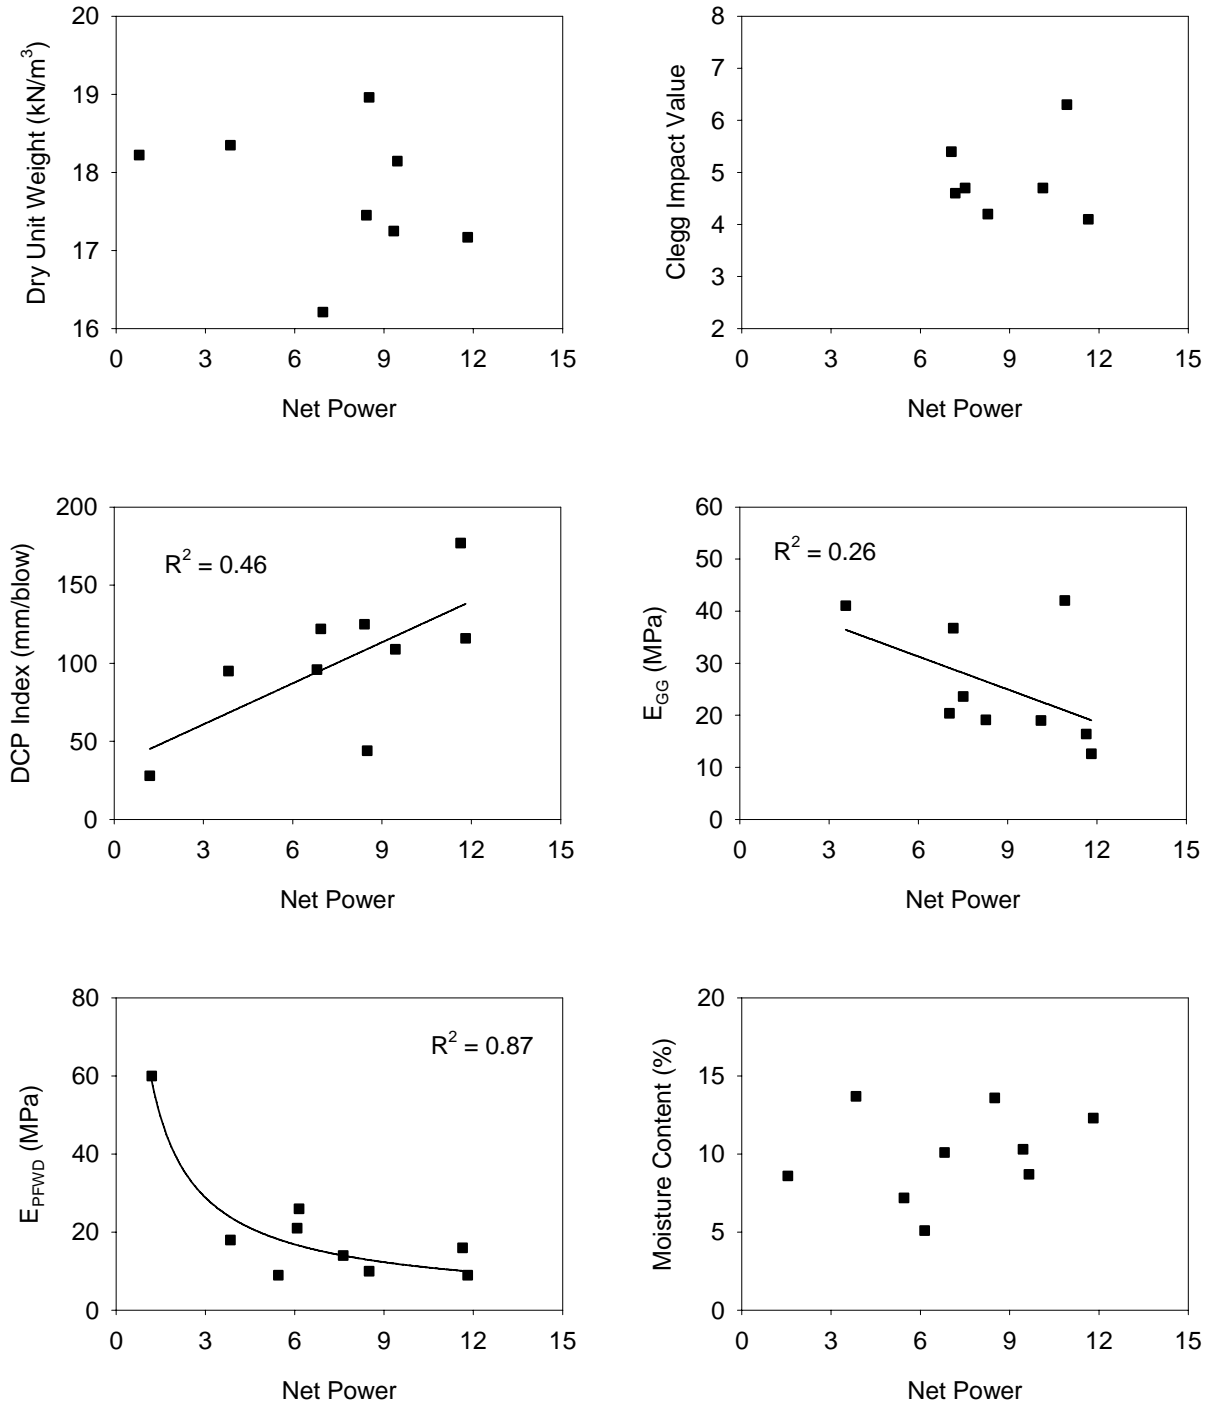 Dry Unit Weight (kN/m³)
20
19
18
17
16
0 3 6 9 12 15
Net Power
Clegg Impact Value
8
7
6
5
4
3
2
0 3 6 9 12 15
Net Power
DCP Index (mm/blow)
200
150
100
50
0
R² = 0.46
0 3 6 9 12 15
Net Power
E_GG (MPa)
60
50
40
30
20
10
0
R² = 0.26
0 3 6 9 12 15
Net Power
E_PFWD (MPa)
80
60
40
20
0
R² = 0.87
0 3 6 9 12 15
Net Power
Moisture Content (%)
20
15
10
5
0
0 3 6 9 12 15
Net Power